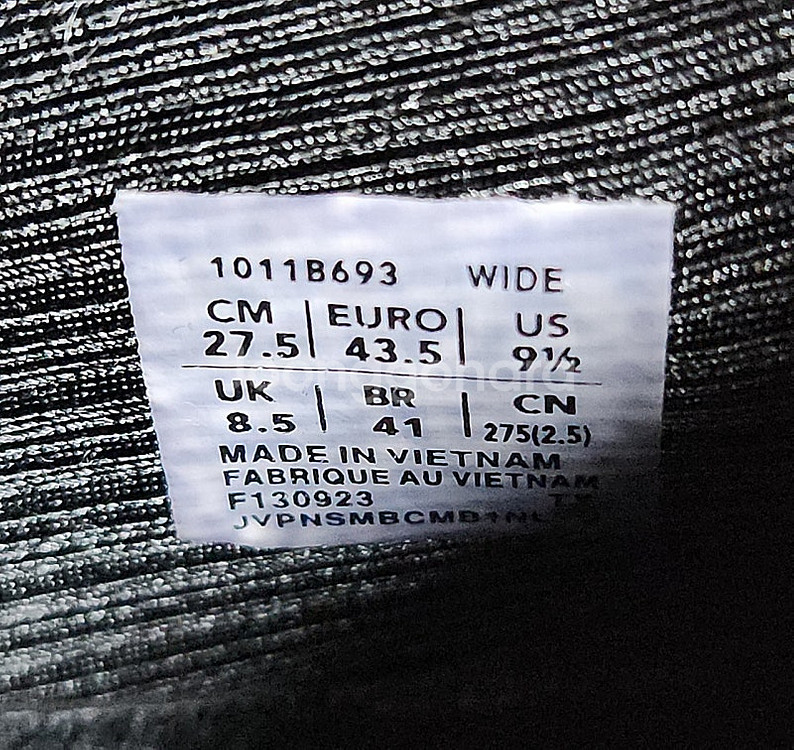 1011B693 WIDE
CM | EURO | US
27.5 | 43.5 | 9½
UK | BR | CN
8.5 | 41 | 275(2.5)
MADE IN VIETNAM
FABRIQUE AU VIETNAM
F130923